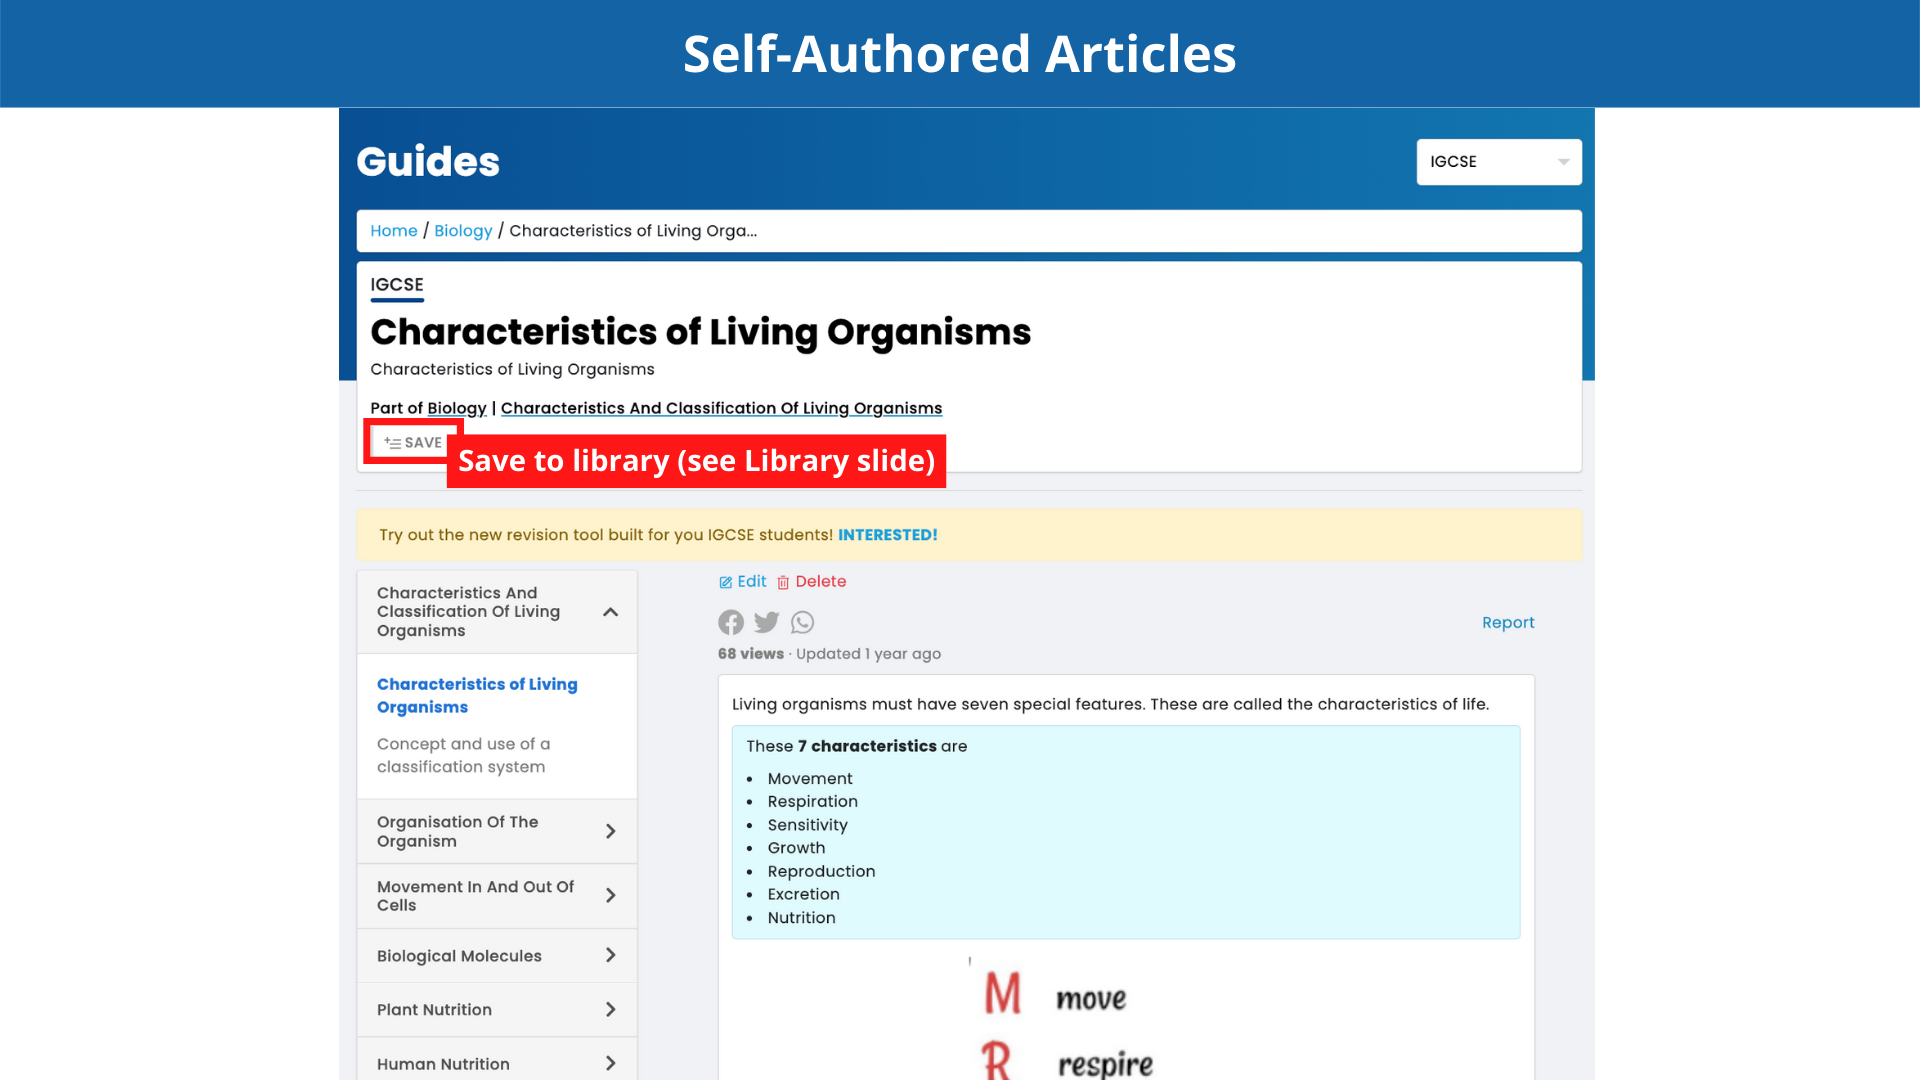 Self-Authored Articles
Guides
IGCSE
Home / Biology / Characteristics of Living Orga...
IGCSE
Characteristics of Living Organisms
Characteristics of Living Organisms
Part of Biology | Characteristics And Classification Of Living Organisms
SAVE
Save to library (see Library slide)
Try out the new revision tool built for you IGCSE students! INTERESTED!
Characteristics And
Classification Of Living
Organisms
Characteristics of Living
Organisms
Concept and use of a
classification system
Organisation Of The
Organism
Movement In And Out Of
Cells
Biological Molecules
Plant Nutrition
Human Nutrition
Edit Delete
Report
68 views · Updated 1 year ago
Living organisms must have seven special features. These are called the characteristics of life.
These 7 characteristics are
• Movement
• Respiration
• Sensitivity
• Growth
• Reproduction
• Excretion
• Nutrition
M move
R respire